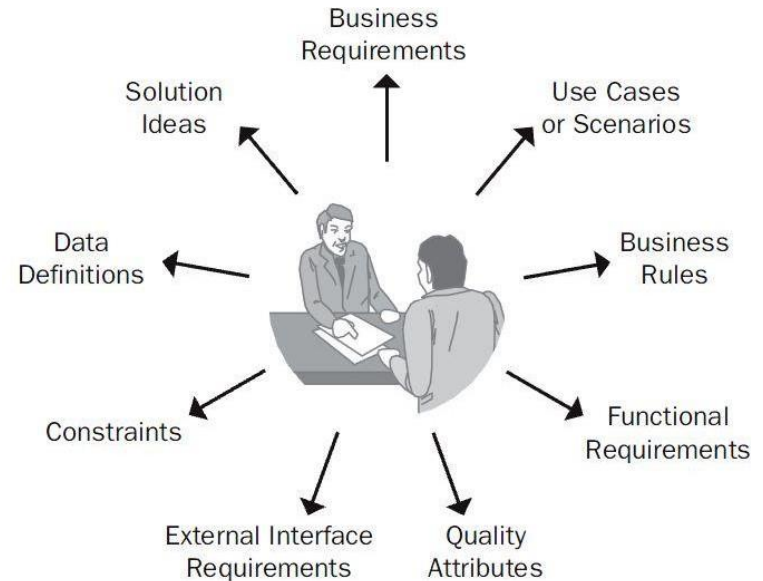 Business
Requirements
Solution
Ideas
Use Cases
or Scenarios
Data
Definitions
Business
Rules
Constraints
Functional
Requirements
External Interface
Requirements
Quality
Attributes